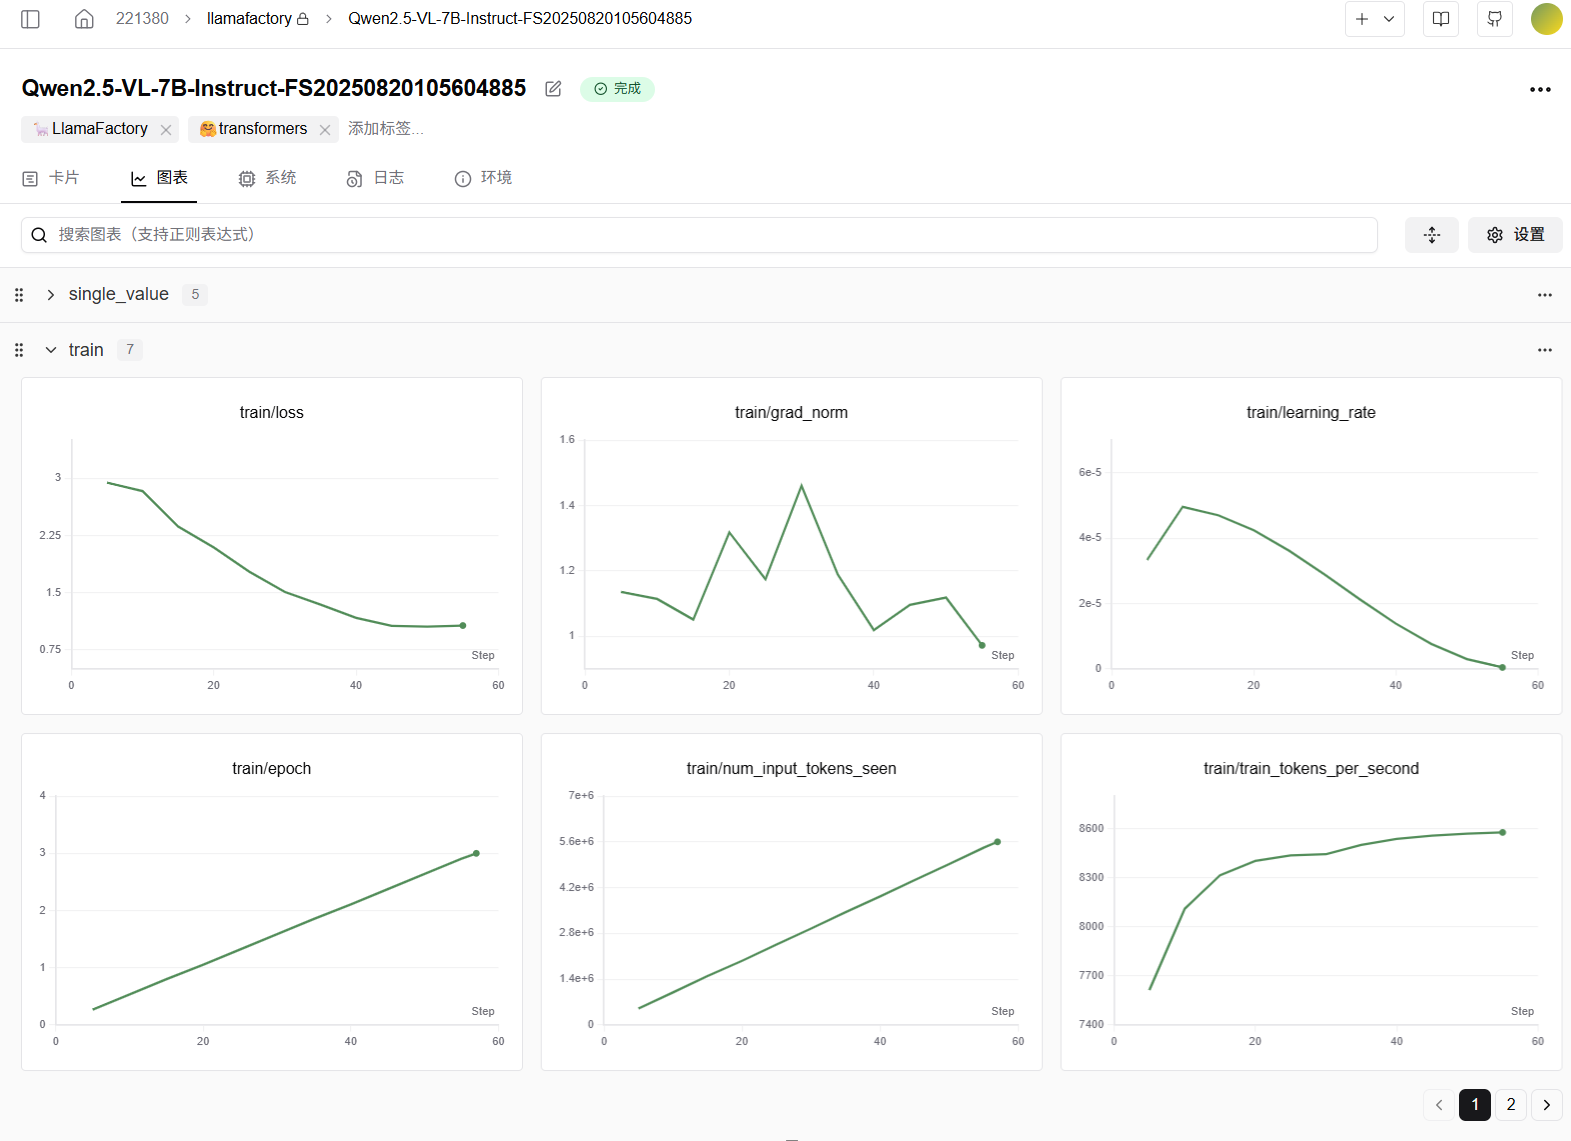 221380 > llamafactory > Qwen2.5-VL-7B-Instruct-FS20250820105604885
Qwen2.5-VL-7B-Instruct-FS20250820105604885 完成
LlamaFactory transformers 添加标签...
卡片 图表 系统 日志 环境
搜索图表（支持正则表达式） 设置
single_value 5
train 7
train/loss
3
2.25
1.5
0.75
Step
0 20 40 60
train/grad_norm
1.6
1.4
1.2
1
Step
0 20 40 60
train/learning_rate
6e-5
4e-5
2e-5
0
Step
0 20 40 60
train/epoch
4
3
2
1
0
Step
0 20 40 60
train/num_input_tokens_seen
7e+6
5.6e+6
4.2e+6
2.8e+6
1.4e+6
0
Step
0 20 40 60
train/train_tokens_per_second
8600
8300
8000
7700
7400
Step
0 20 40 60
1 2